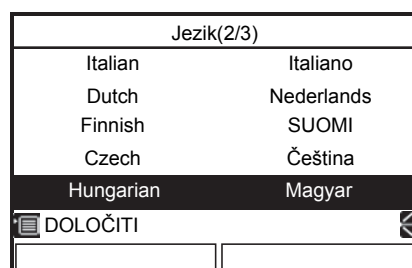 Jezik(2/3)
Italian Italiano
Dutch Nederlands
Finnish SUOMI
Czech Čeština
Hungarian Magyar
DOLOČITI